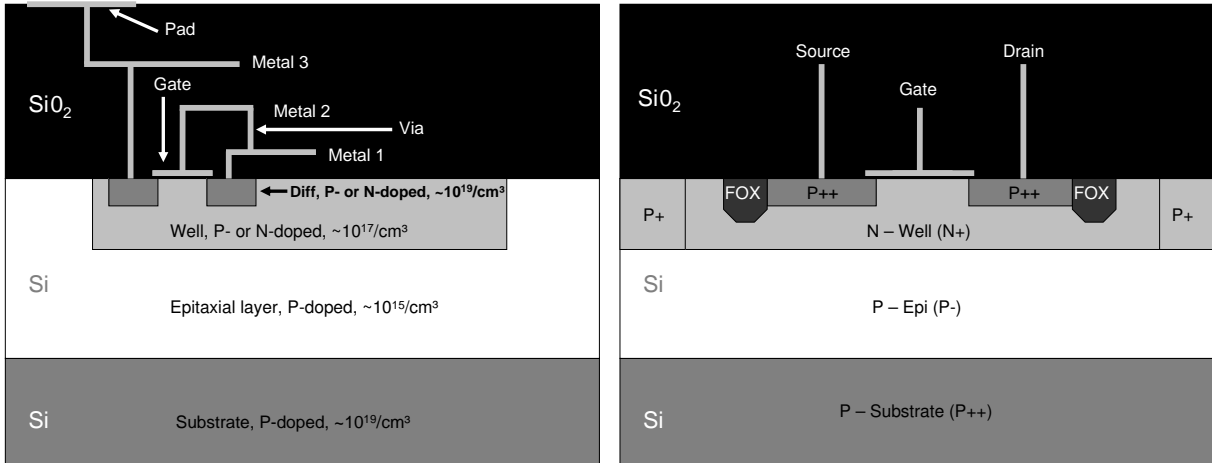 Pad
Metal 3
Gate
SiO₂
Metal 2
Via
Metal 1
Diff, P- or N-doped, ~10¹⁹/cm³
Well, P- or N-doped, ~10¹⁷/cm³
Si
Epitaxial layer, P-doped, ~10¹⁵/cm³
Si
Substrate, P-doped, ~10¹⁹/cm³
Source
Drain
Gate
SiO₂
FOX
P++
P++
FOX
P+
P+
N – Well (N+)
Si
P – Epi (P-)
Si
P – Substrate (P++)